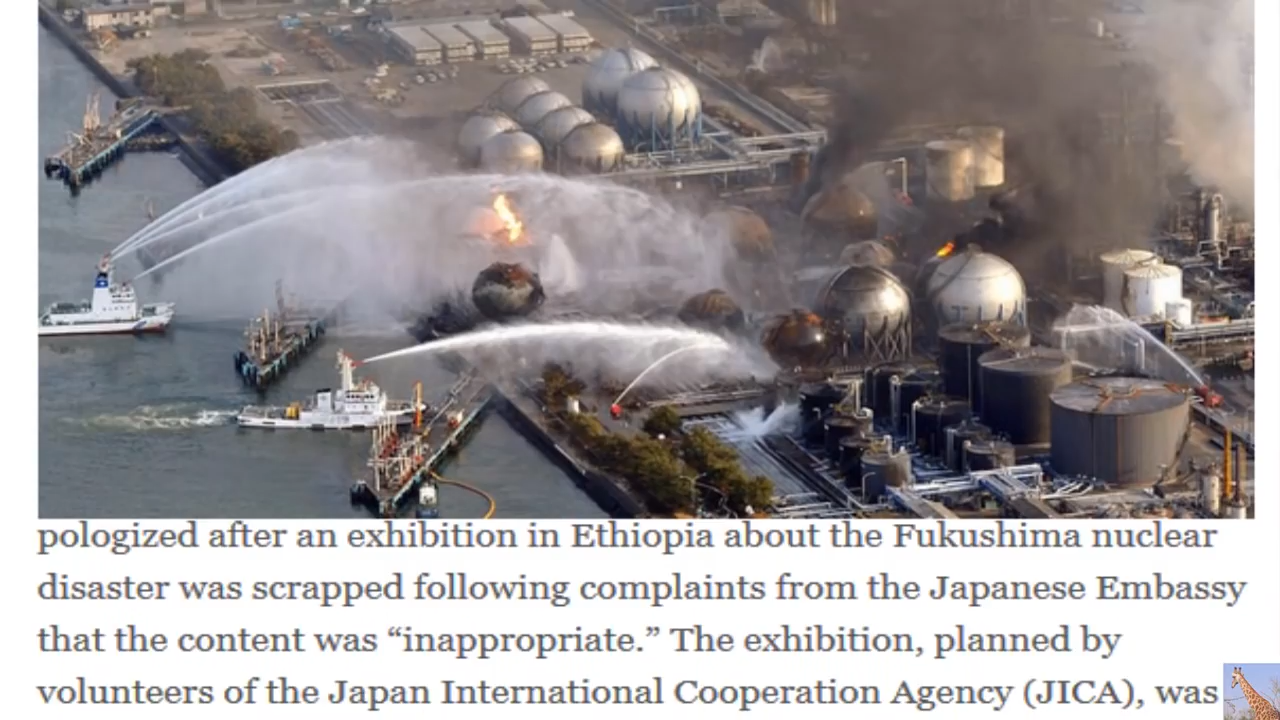 pologized after an exhibition in Ethiopia about the Fukushima nuclear
disaster was scrapped following complaints from the Japanese Embassy
that the content was “inappropriate.” The exhibition, planned by
volunteers of the Japan International Cooperation Agency (JICA), was